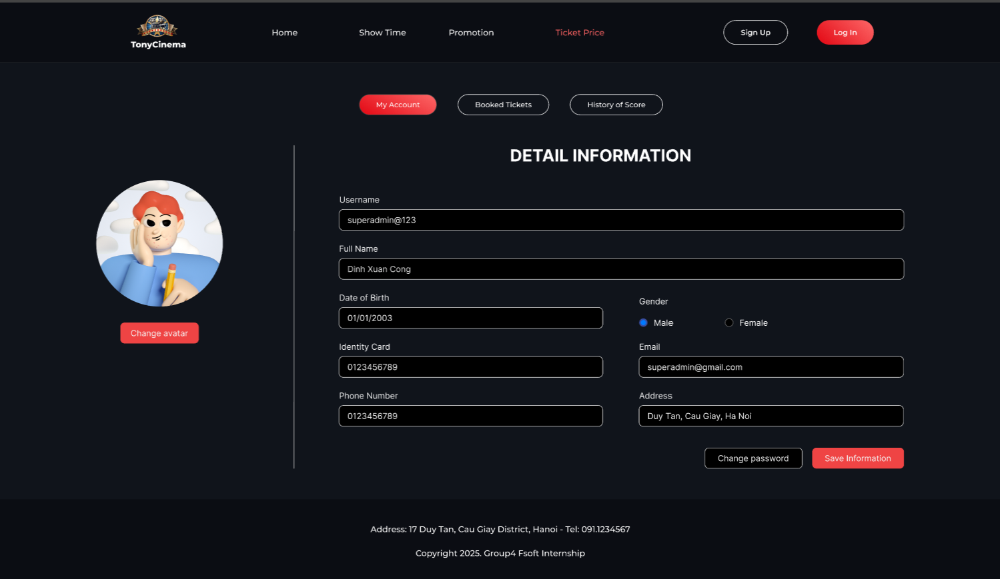 TonyCinema
Home
Show Time
Promotion
Ticket Price
Sign Up
Log In
My Account
Booked Tickets
History of Score
DETAIL INFORMATION
Username
superadmin@123
Full Name
Dinh Xuan Cong
Date of Birth
01/01/2003
Gender
Male
Female
Identity Card
0123456789
Email
superadmin@gmail.com
Phone Number
0123456789
Address
Duy Tan, Cau Giay, Ha Noi
Change avatar
Change password
Save Information
Address: 17 Duy Tan, Cau Giay District, Hanoi - Tel: 091.1234567
Copyright 2025. Group4 Fsoft Internship